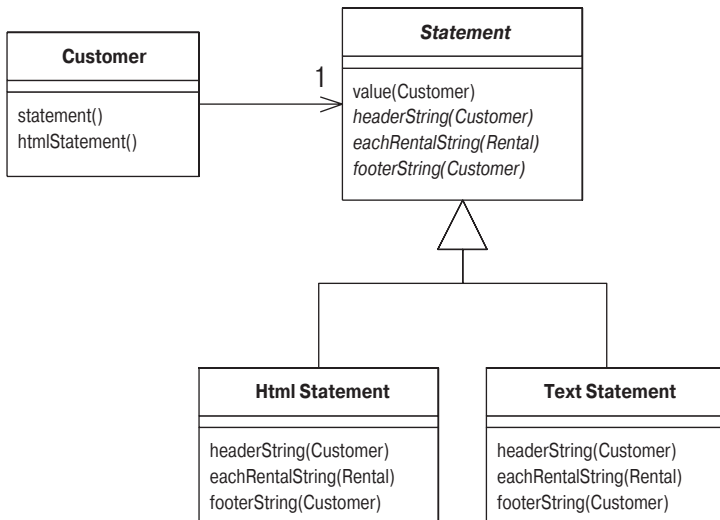 Customer
statement()
htmlStatement()
1
Statement
value(Customer)
headerString(Customer)
eachRentalString(Rental)
footerString(Customer)
Html Statement
headerString(Customer)
eachRentalString(Rental)
footerString(Customer)
Text Statement
headerString(Customer)
eachRentalString(Rental)
footerString(Customer)